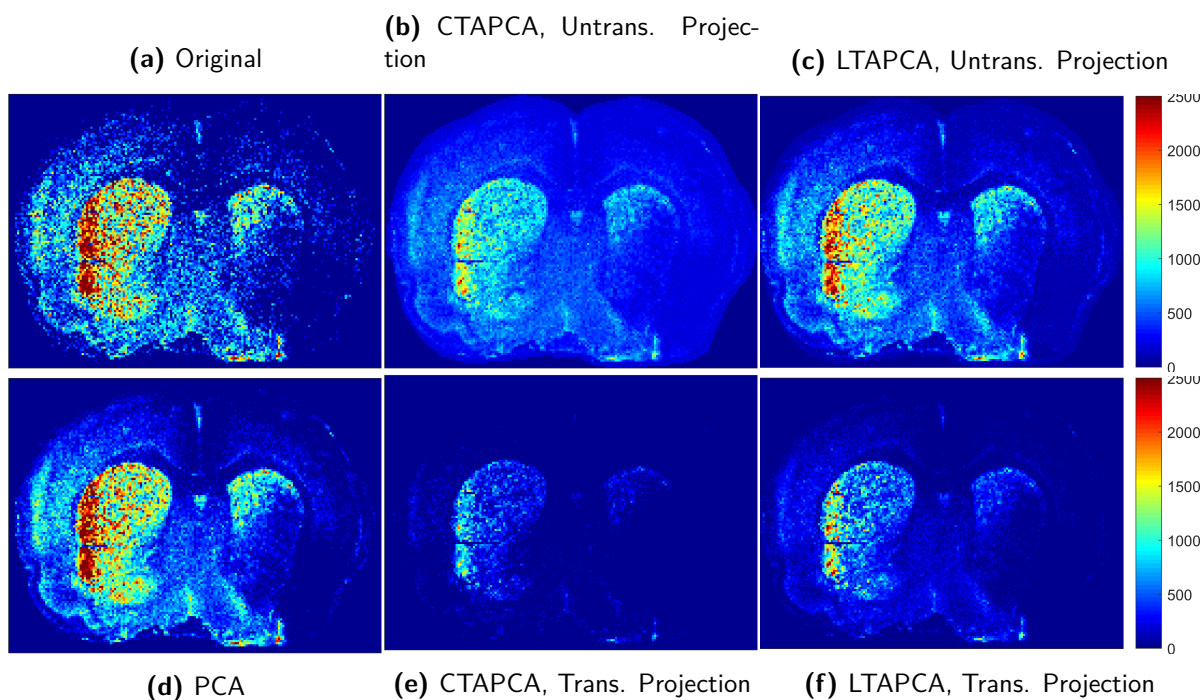 (b) CTAPCA, Untrans. Projec-
tion
(a) Original
(c) LTAPCA, Untrans. Projection
2500
2000
1500
1000
500
0
2500
2000
1500
1000
500
0
(d) PCA
(e) CTAPCA, Trans. Projection
(f) LTAPCA, Trans. Projection